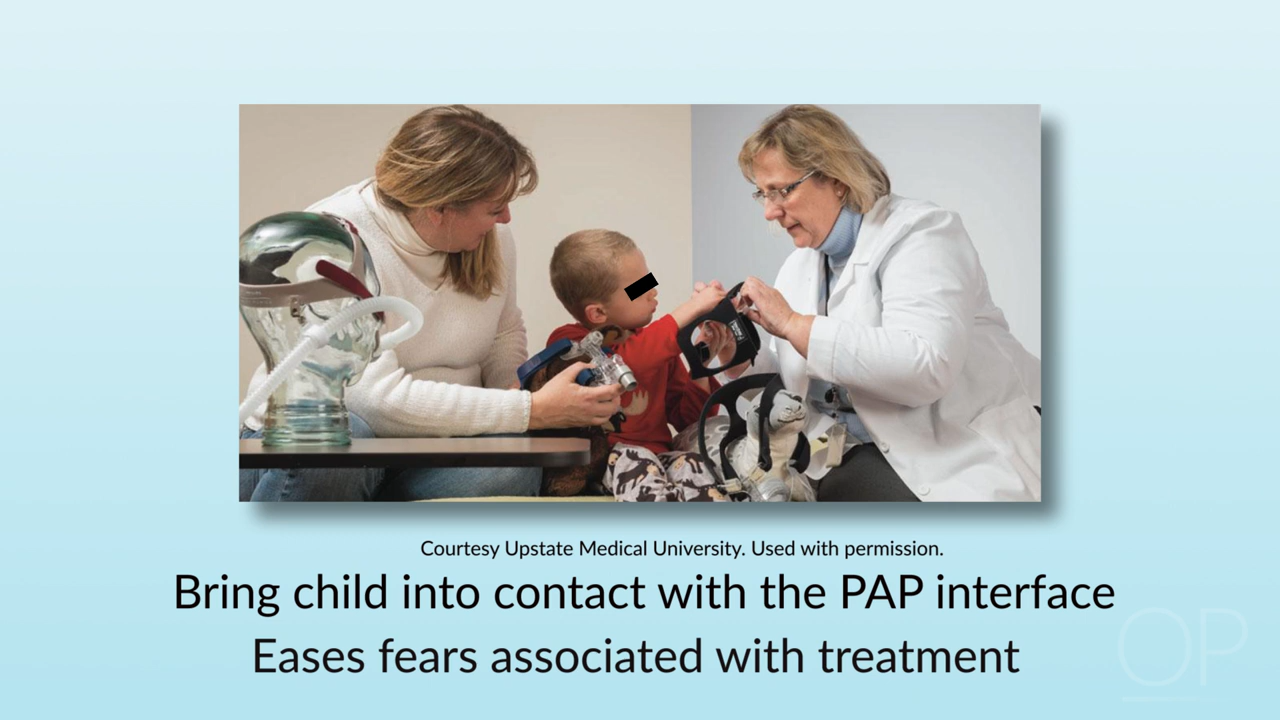 Courtesy Upstate Medical University. Used with permission.
Bring child into contact with the PAP interface
Eases fears associated with treatment
OP